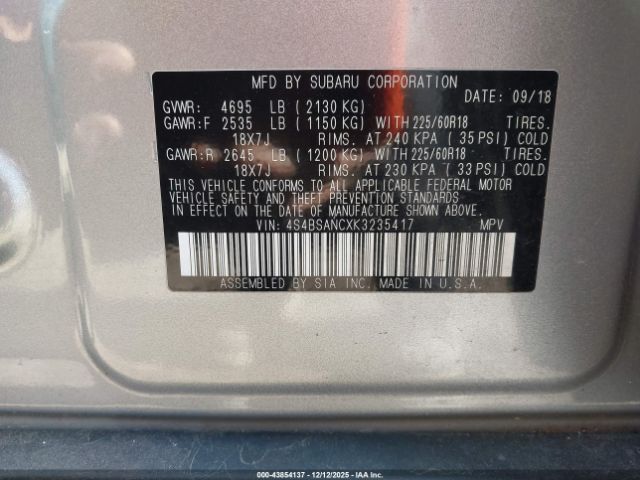 MFD BY SUBARU CORPORATION DATE: 09/18
GVWR: 4695 LB ( 2130 KG)
GAWR:F 2535 LB ( 1150 KG) WITH 225/60R18 TIRES.
18X7J RIMS. AT 240 KPA ( 35 PSI) COLD
GAWR:R 2645 LB ( 1200 KG) WITH 225/60R18 TIRES.
18X7J RIMS. AT 230 KPA ( 33 PSI) COLD
THIS VEHICLE CONFORMS TO ALL APPLICABLE FEDERAL MOTOR
VEHICLE SAFETY AND THEFT PREVENTION STANDARDS
IN EFFECT ON THE DATE OF MANUFACTURE SHOWN ABOVE.
VIN: 4S4BSANCXK3235417 MPV
ASSEMBLED BY SIA INC. MADE IN U.S.A.
000-43854137 - 12/12/2025 - IAA Inc.